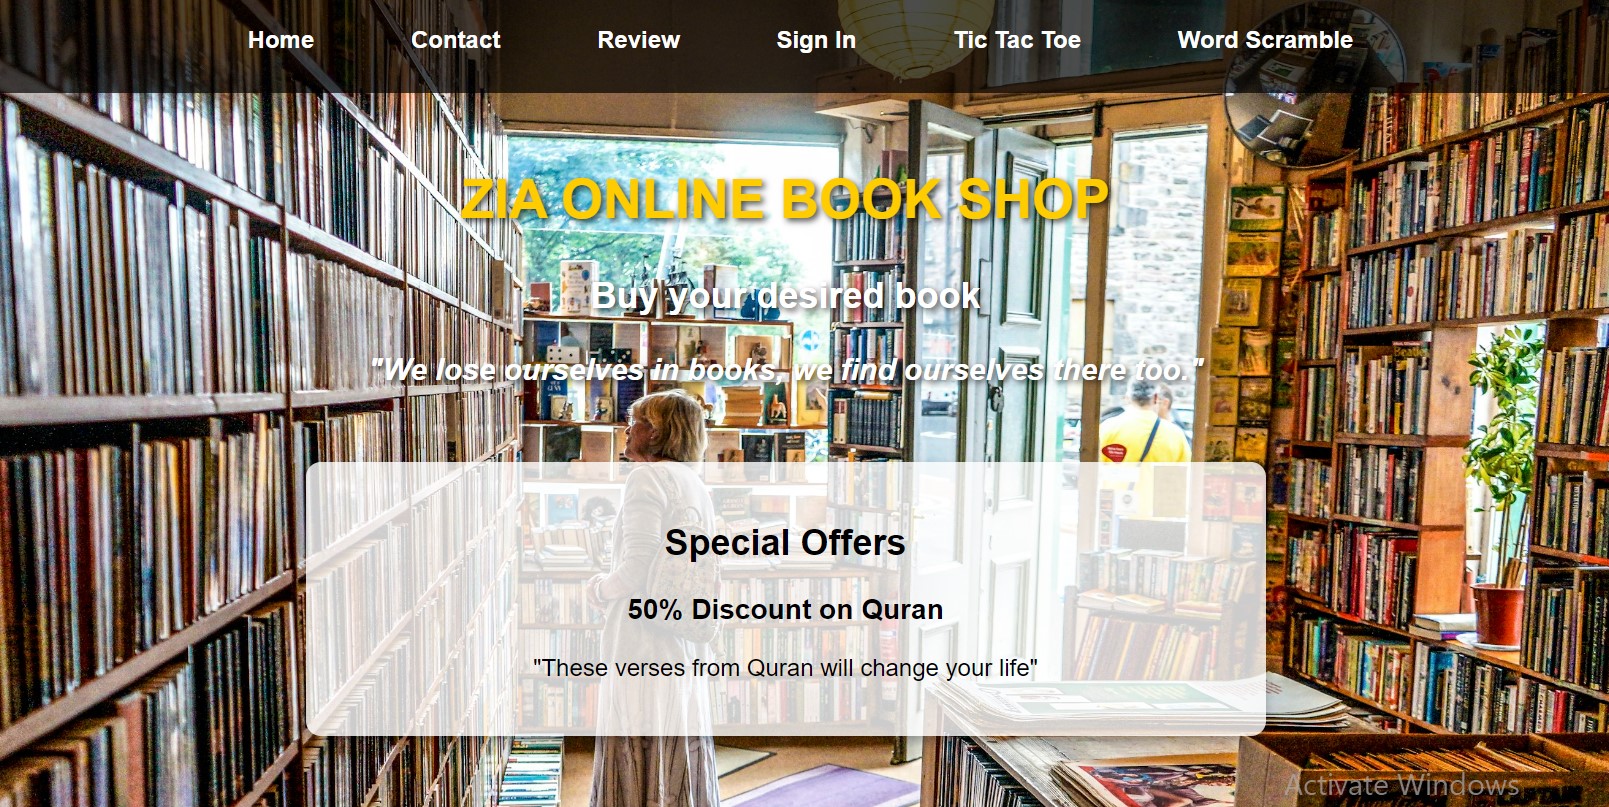 Home Contact Review Sign In Tic Tac Toe Word Scramble
ZIA ONLINE BOOK SHOP
Buy your desired book
"We lose ourselves in books, we find ourselves there too."
Special Offers
50% Discount on Quran
"These verses from Quran will change your life"
Activate Windows